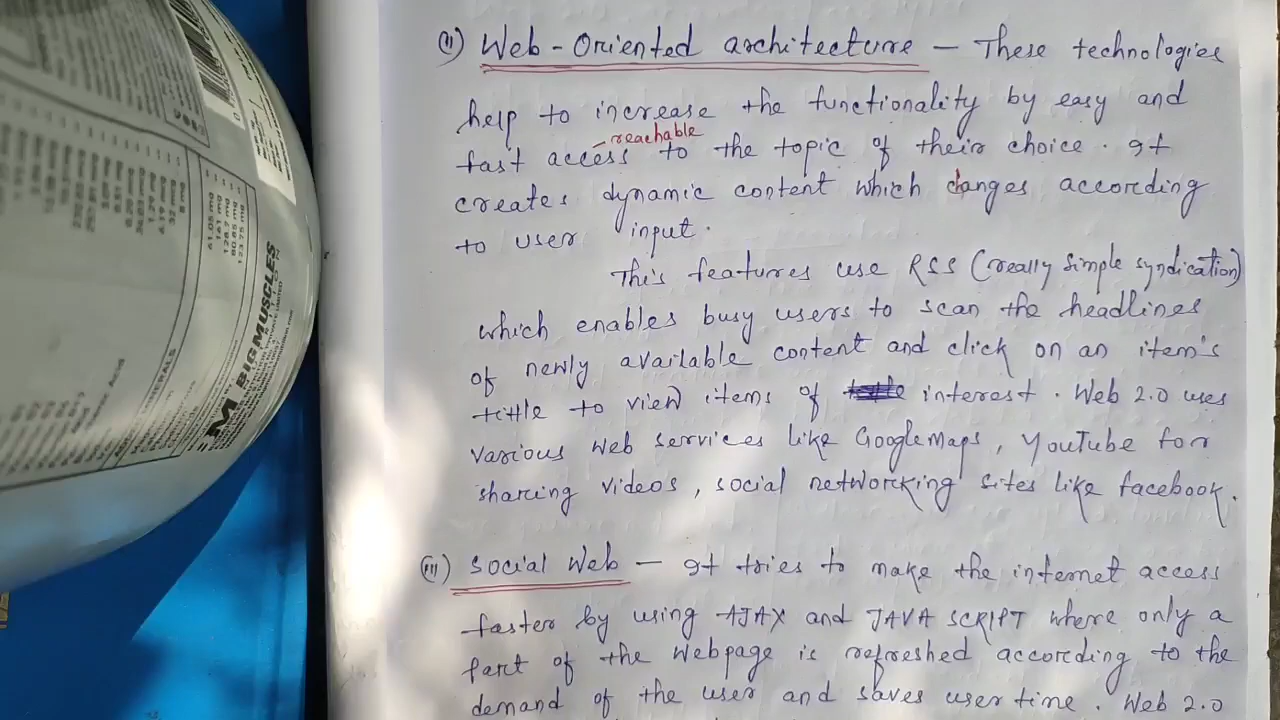 (ii) Web-Oriented architecture – These technologies
help to increase the functionality by easy and
reachable
fast access to the topic of their choice. It
creates dynamic content which changes according
to user input.
This features use RSS (really simple syndication)
which enables busy users to scan the headlines
of newly available content and click on an item's
tittle to view items of interest. Web 2.0 uses
various web services like Google Maps, YouTube for
sharing videos, social networking sites like facebook.
(iii) Social Web – It tries to make the internet access
faster by using AJAX and JAVA SCRIPT where only a
part of the webpage is refreshed according to the
demand of the user and saves user time. Web 2.0
BIGMUSCLES